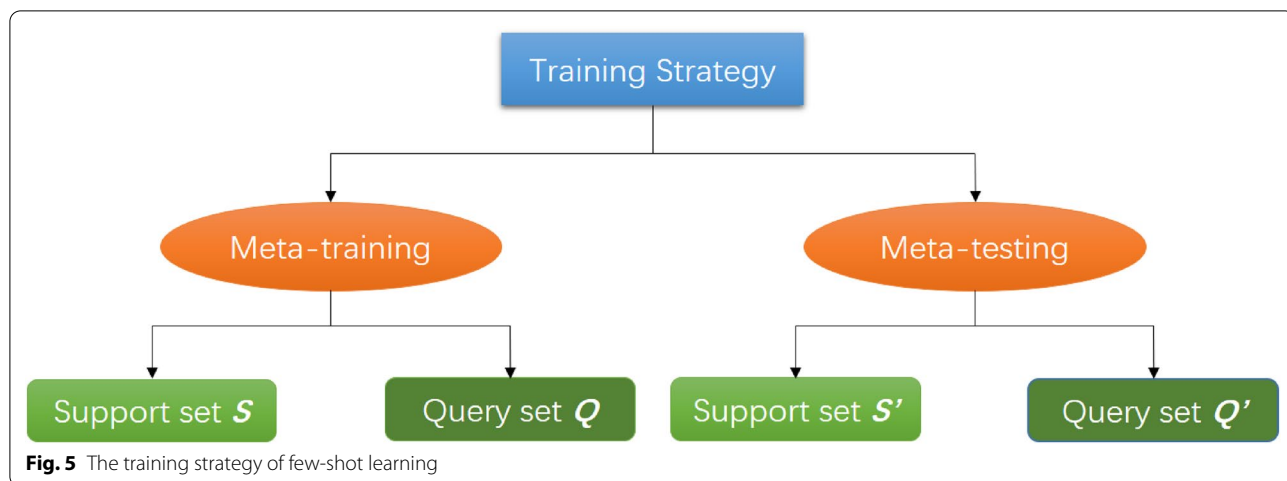 Training Strategy
Meta-training
Meta-testing
Support set S
Query set Q
Support set S’
Query set Q’
Fig. 5 The training strategy of few-shot learning